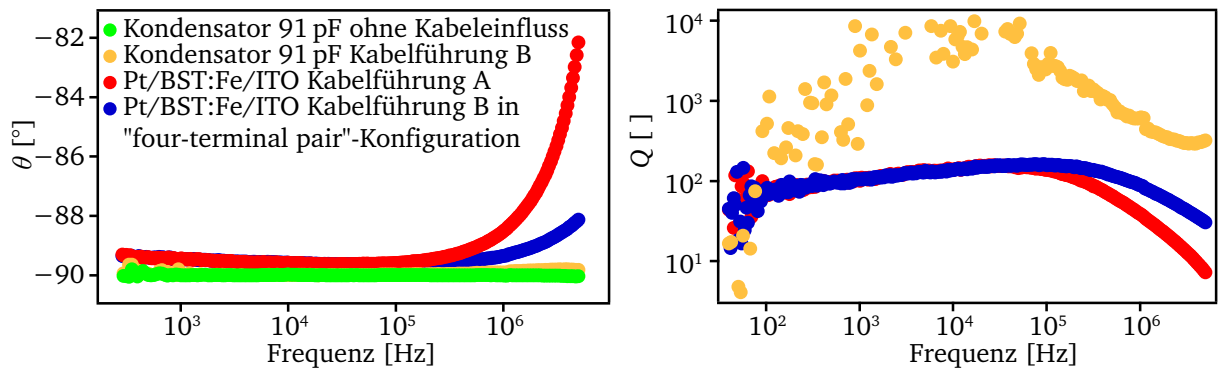 −82
−84
−86
−88
−90
θ [°]
Kondensator 91 pF ohne Kabeleinfluss
Kondensator 91 pF Kabelführung B
Pt/BST:Fe/ITO Kabelführung A
Pt/BST:Fe/ITO Kabelführung B in
"four-terminal pair"-Konfiguration
10³ 10⁴ 10⁵ 10⁶
Frequenz [Hz]
10⁴
10³
10²
10¹
Q [ ]
10² 10³ 10⁴ 10⁵ 10⁶
Frequenz [Hz]